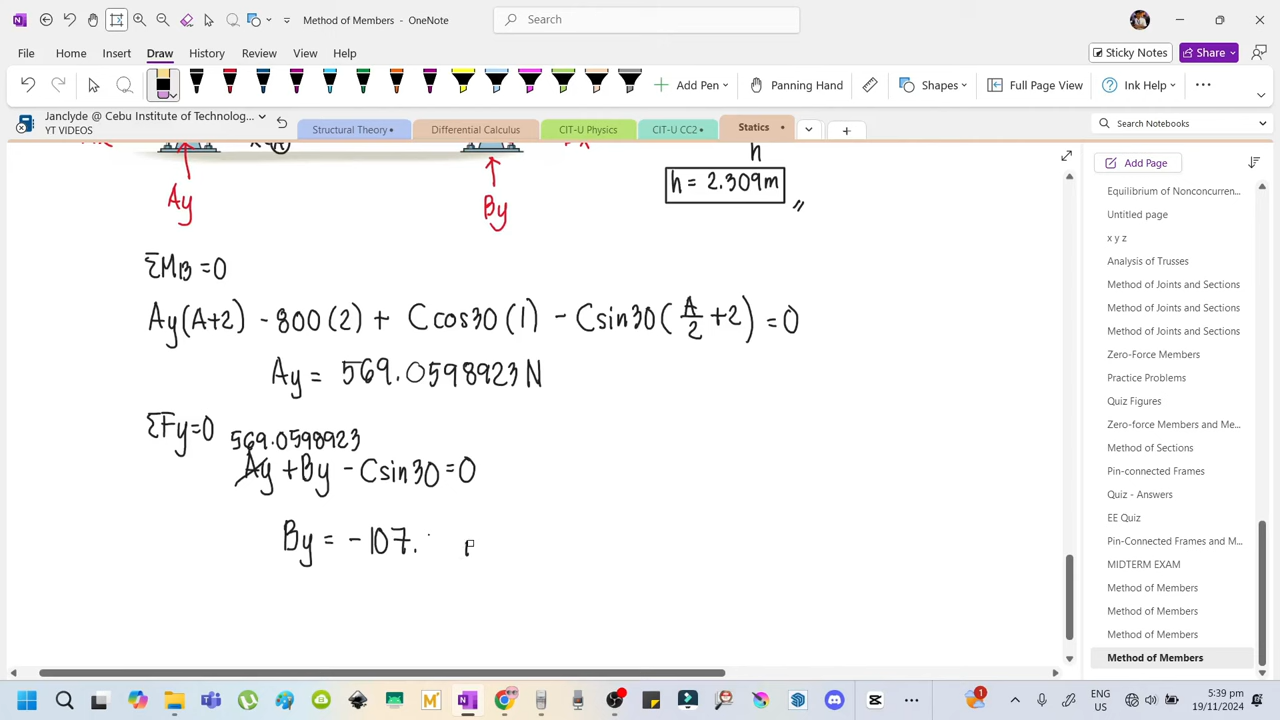 Method of Members - OneNote
Search
File Home Insert Draw History Review View Help
Sticky Notes
Share
Add Pen
Panning Hand
Shapes
Full Page View
Ink Help
Janclyde @ Cebu Institute of Technolog...
YT VIDEOS
Structural Theory
Differential Calculus
CIT-U Physics
CIT-U CC2
Statics
Search Notebooks
Add Page
Equilibrium of Nonconcurren...
Untitled page
x y z
Analysis of Trusses
Method of Joints and Sections
Method of Joints and Sections
Method of Joints and Sections
Zero-Force Members
Practice Problems
Quiz Figures
Zero-force Members and Me...
Method of Sections
Pin-connected Frames
Quiz - Answers
EE Quiz
Pin-Connected Frames and M...
MIDTERM EXAM
Method of Members
Method of Members
Method of Members
Method of Members
Ay
By
h
h = 2.309m
ΣMB = 0
Ay(A+2) - 800(2) + Ccos30(1) - Csin30(A/2 + 2) = 0
Ay = 569.0598923 N
ΣFy = 0
569.0598923
Ay + By - Csin30 = 0
By = -107.
ENG
US
5:39 pm
19/11/2024
1